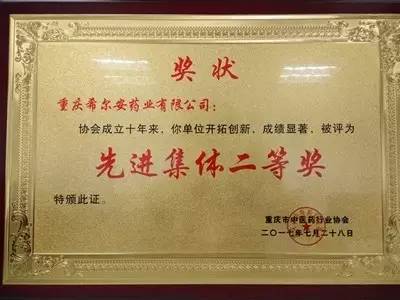 奖状
重庆希尔安药业有限公司：
协会成立十年来，你单位开拓创新，成绩显著，被评为
先进集体二等奖
特颁此证。
重庆市中医药行业协会
二〇一七年七月二十八日